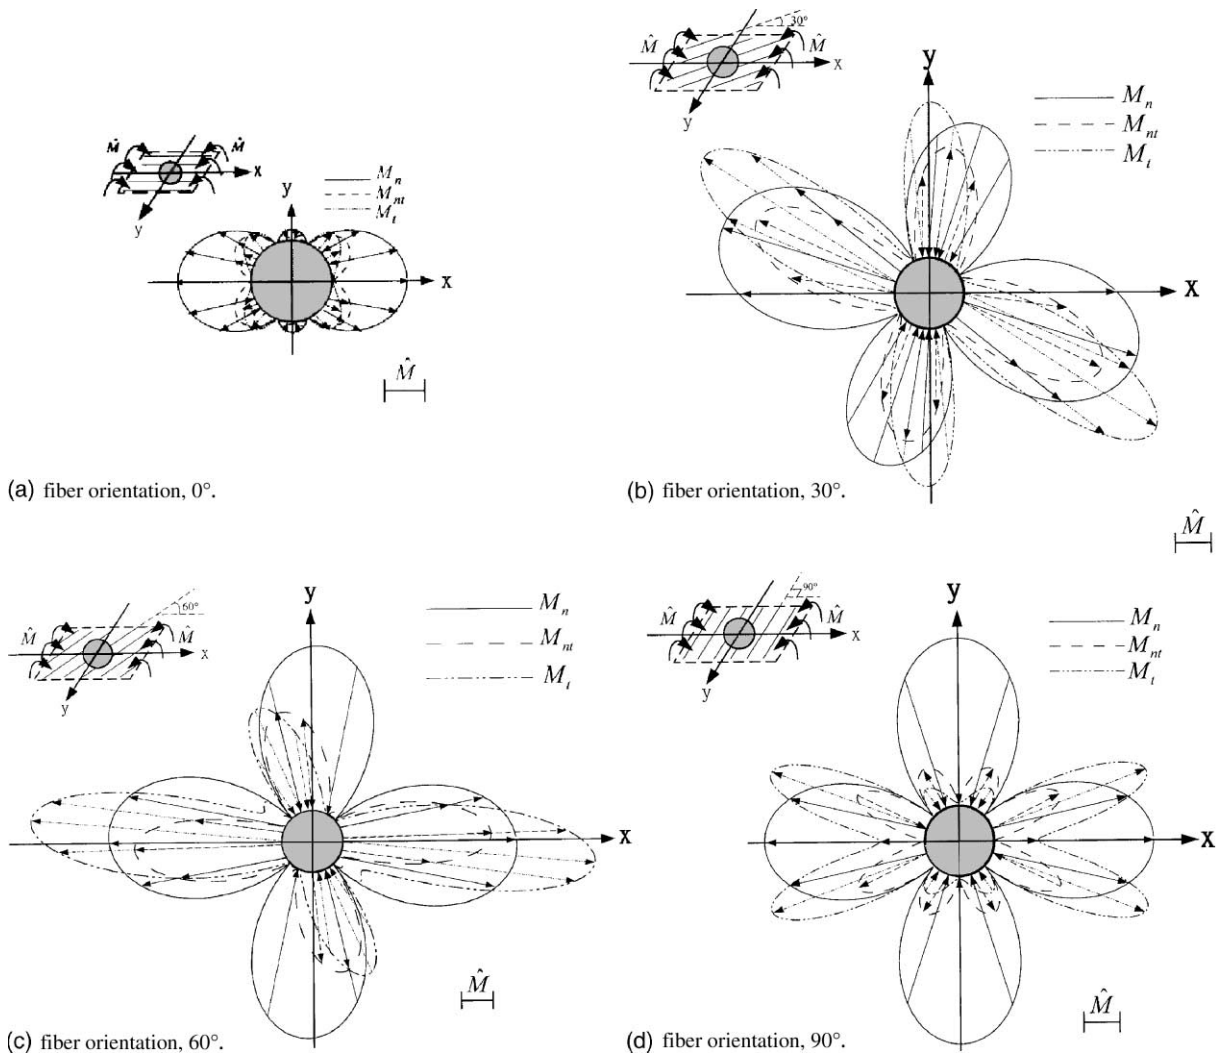 M̂ M̂
x
y
y
M_n
M_nt
M_t
x
M̂
(a) fiber orientation, 0°.
30°
M̂ M̂
x
y
y
M_n
M_nt
M_t
x
M̂
(b) fiber orientation, 30°.
60°
M̂ M̂
x
y
y
M_n
M_nt
M_t
x
M̂
(c) fiber orientation, 60°.
90°
M̂ M̂
x
y
y
M_n
M_nt
M_t
x
M̂
(d) fiber orientation, 90°.